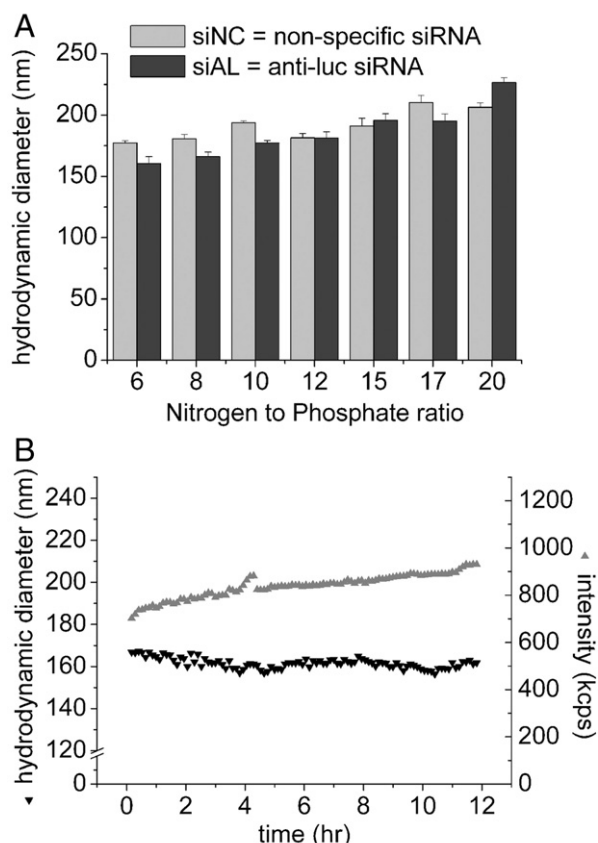 A
siNC = non-specific siRNA
siAL = anti-luc siRNA
hydrodynamic diameter (nm)
250
200
150
100
50
0
6 8 10 12 15 17 20
Nitrogen to Phosphate ratio
B
▼ hydrodynamic diameter (nm)
240
220
200
180
160
140
120
0
1200
1000
800
600
400
200
0
▲ intensity (kcps)
0 2 4 6 8 10 12
time (hr)